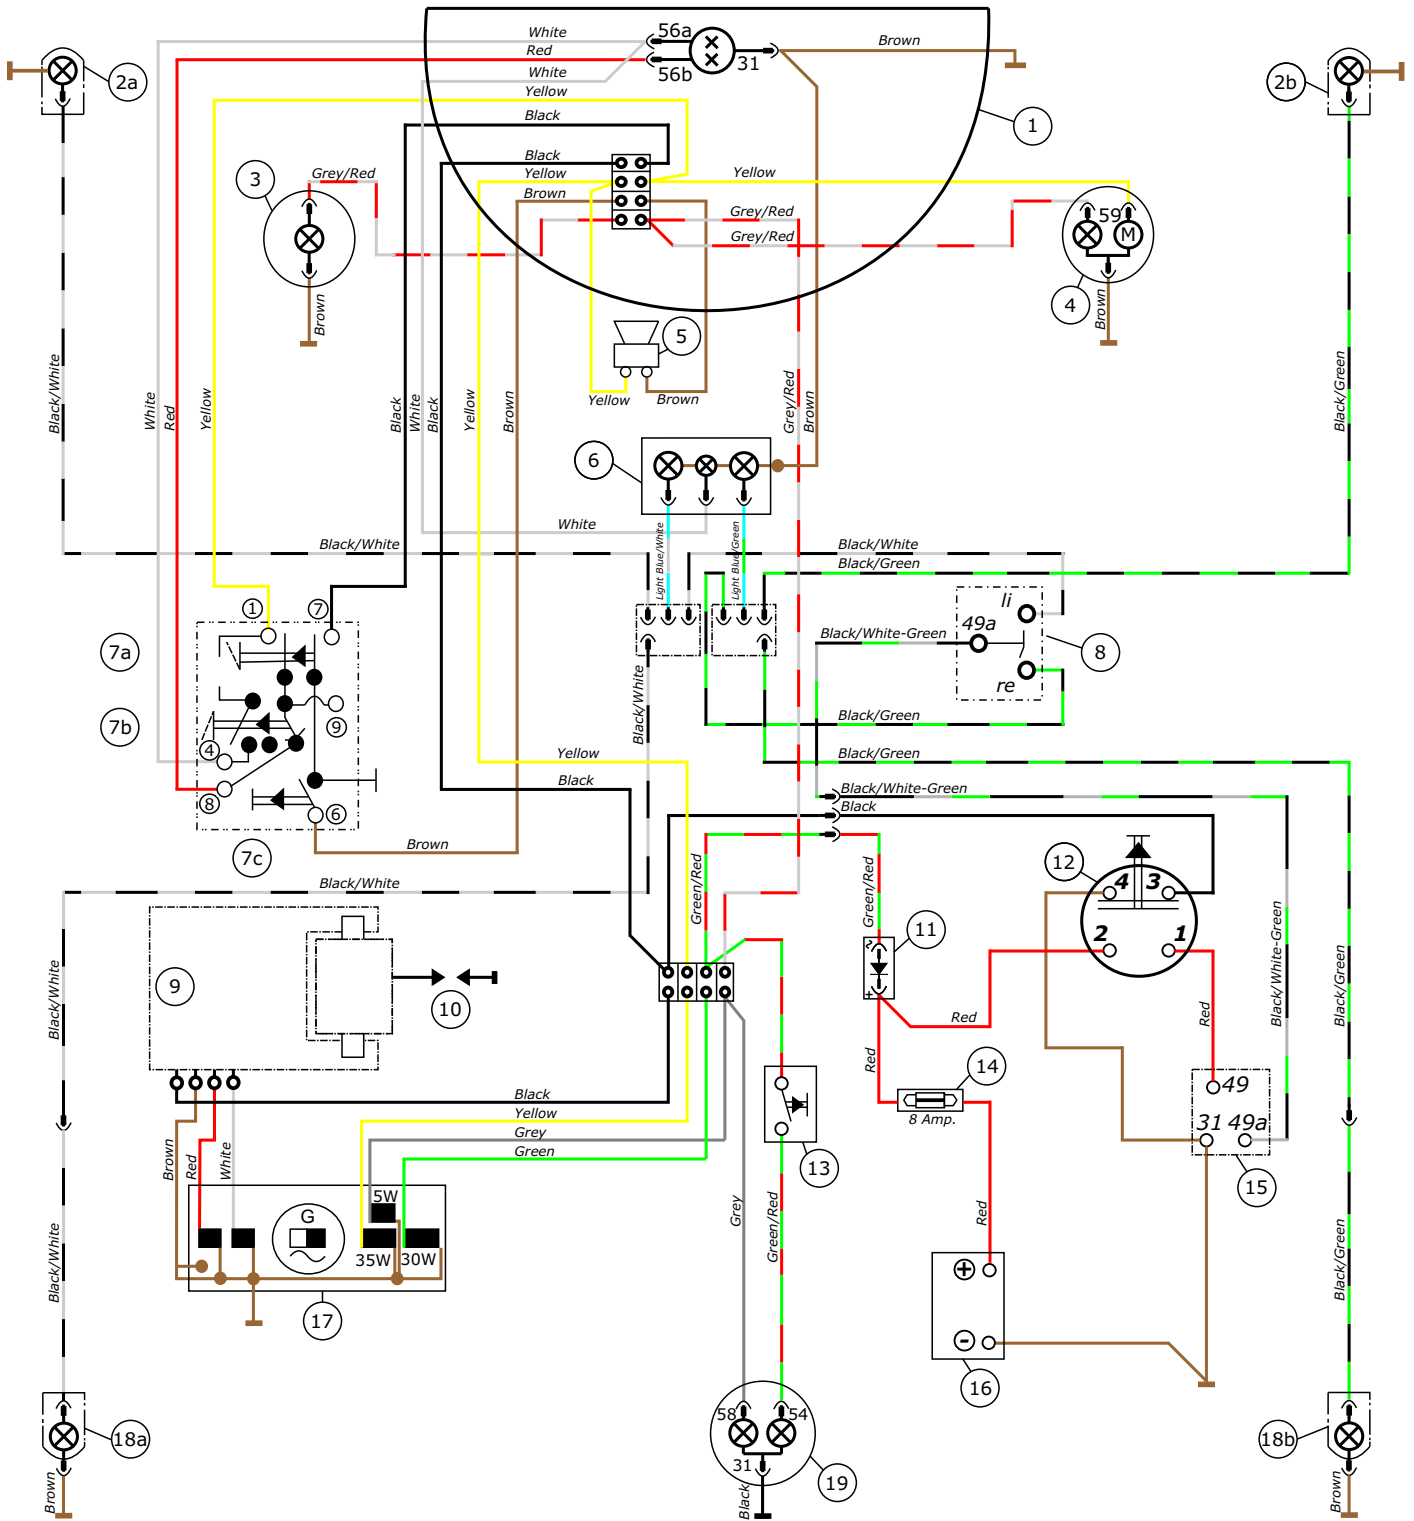 White
56a
Brown
Red
56b
31
2a
White
2b
Yellow
Black
1
Black
3
Grey/Red
Yellow
Yellow
Brown
Grey/Red
59
M
Grey/Red
4
Brown
Brown
5
Black/White
White
Red
Yellow
Black
White
Black
Yellow
Brown
Yellow
Brown
Grey/Red
Brown
Black/Green
6
White
Light Blue/White
Light Blue/Green
Black/White
Black/White
Black/Green
1
7
li
49a
Black/White-Green
7a
8
re
Black/White
7b
9
Black/Green
4
Yellow
Black/Green
Black
Black/White-Green
8
6
Black
Brown
7c
12
Black/White
Green/Red
Green/Red
4
3
11
2
1
~
9
+
10
Black/White
Red
Red
Black/White-Green
Black/Green
Red
14
49
Black
Yellow
8 Amp.
31
49a
Grey
Green
Brown
Red
White
13
15
5W
G
35W
30W
Grey
Green/Red
Red
Black/White
Black/Green
+
17
-
16
58
54
18a
18b
31
19
Brown
Black
Brown